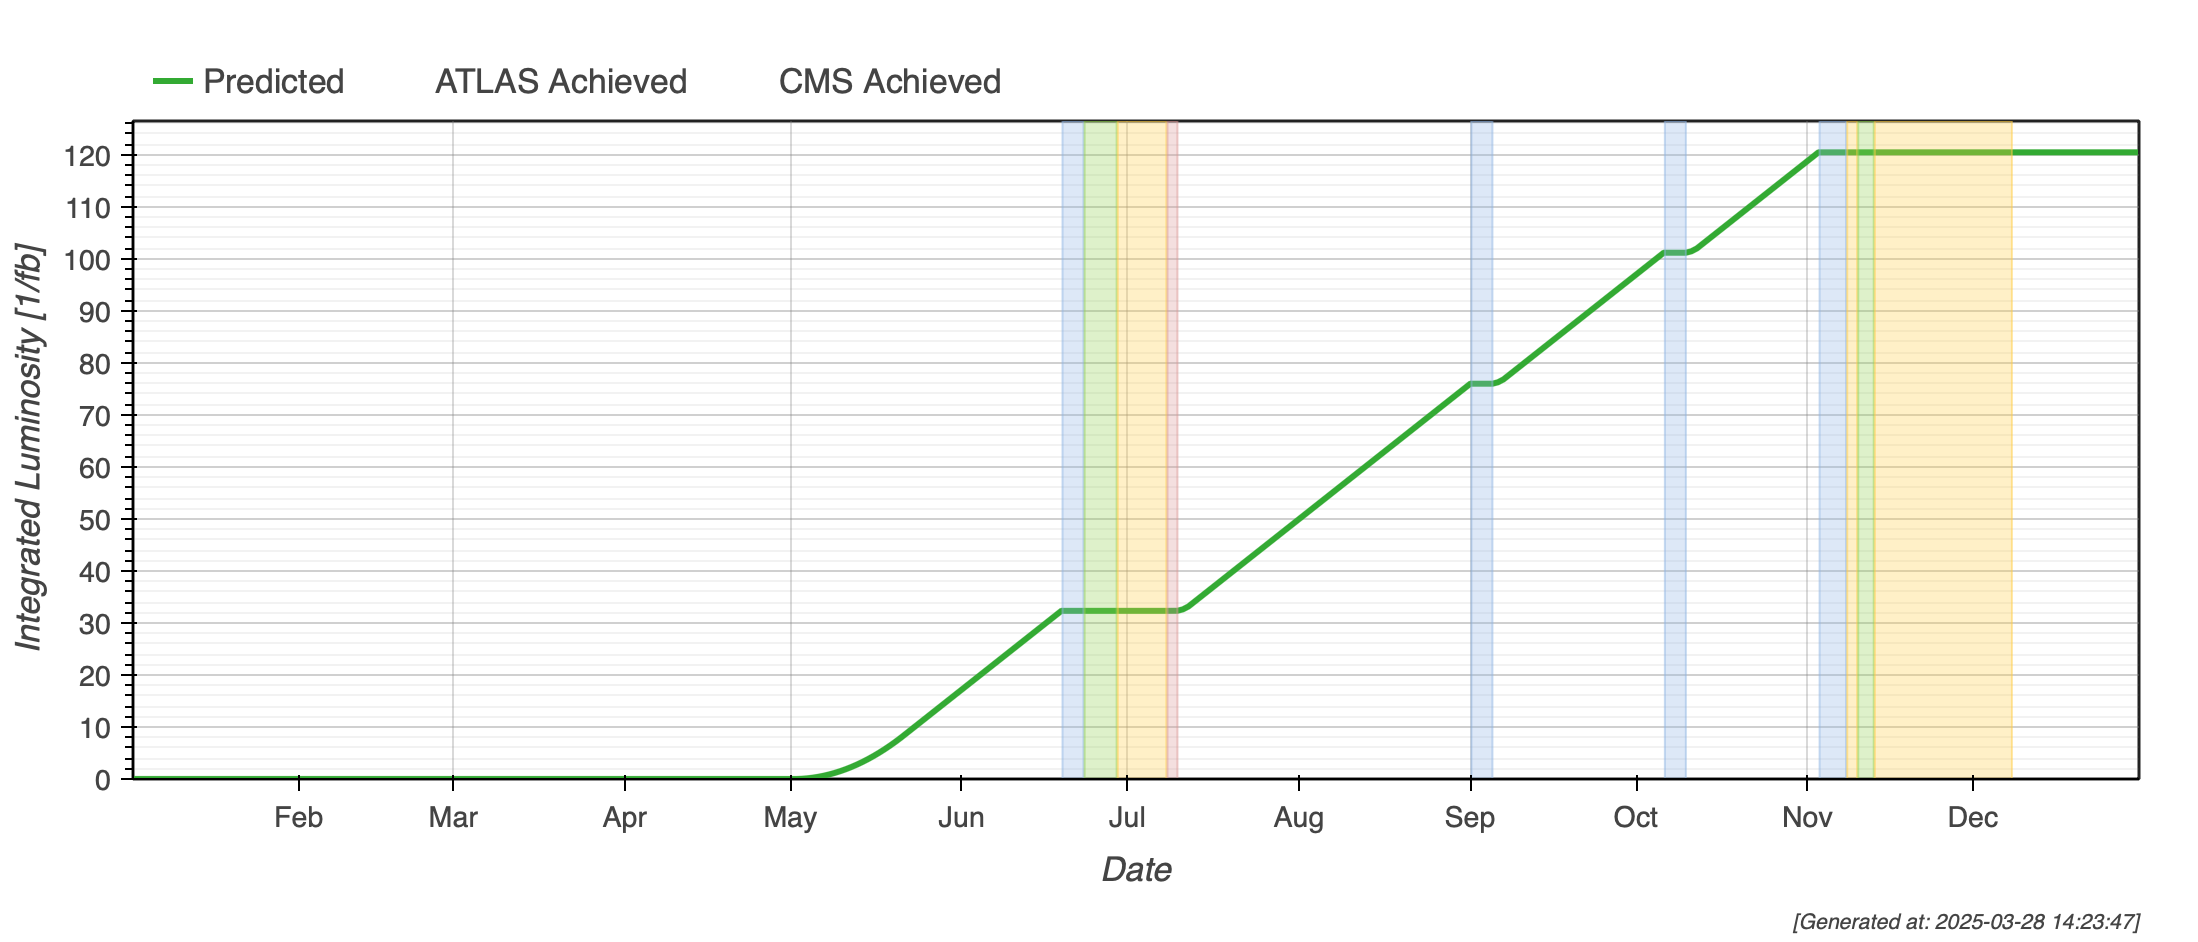 Predicted ATLAS Achieved CMS Achieved
Integrated Luminosity [1/fb]
120
110
100
90
80
70
60
50
40
30
20
10
0
Feb Mar Apr May Jun Jul Aug Sep Oct Nov Dec
Date
[Generated at: 2025-03-28 14:23:47]